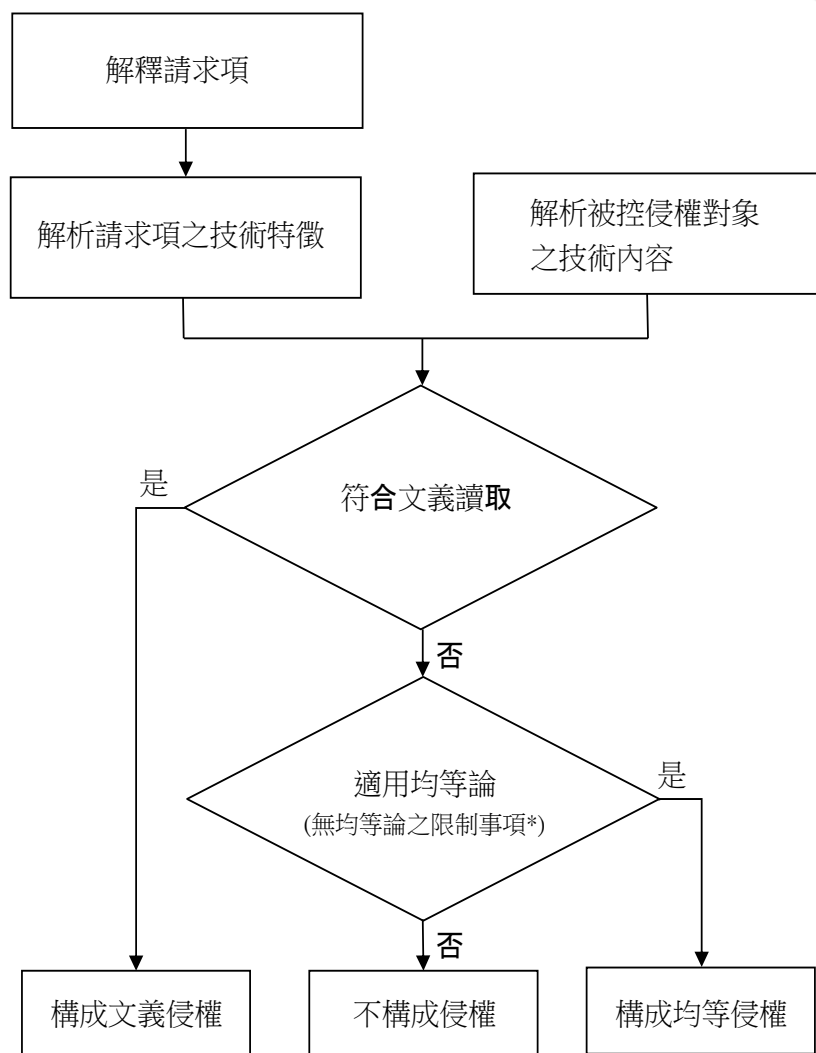 解釋請求項
解析請求項之技術特徵
解析被控侵權對象
之技術內容
符合文義讀取
是
否
適用均等論
(無均等論之限制事項*)
是
否
構成文義侵權
不構成侵權
構成均等侵權